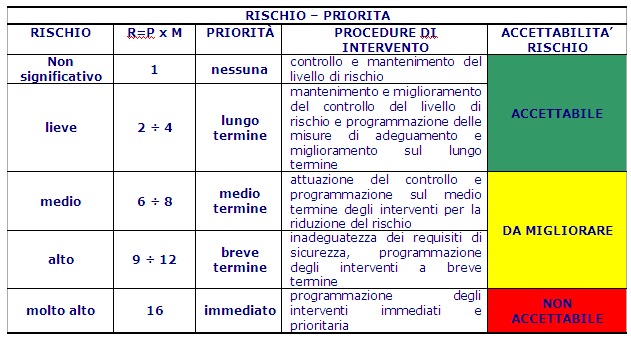 RISCHIO – PRIORITA
RISCHIO R=P x M PRIORITÀ PROCEDURE DI INTERVENTO ACCETTABILITA’ RISCHIO
Non significativo 1 nessuna controllo e mantenimento del
livello di rischio
ACCETTABILE
lieve 2 ÷ 4 lungo termine mantenimento e miglioramento
del controllo del livello di
rischio e programmazione delle
misure di adeguamento e
miglioramento sul lungo
termine
medio 6 ÷ 8 medio termine attuazione del controllo e
programmazione sul medio
termine degli interventi per la
riduzione del rischio
DA MIGLIORARE
alto 9 ÷ 12 breve termine inadeguatezza dei requisiti di
sicurezza, programmazione
degli interventi a breve
termine
molto alto 16 immediato programmazione degli
interventi immediati e
prioritaria
NON ACCETTABILE